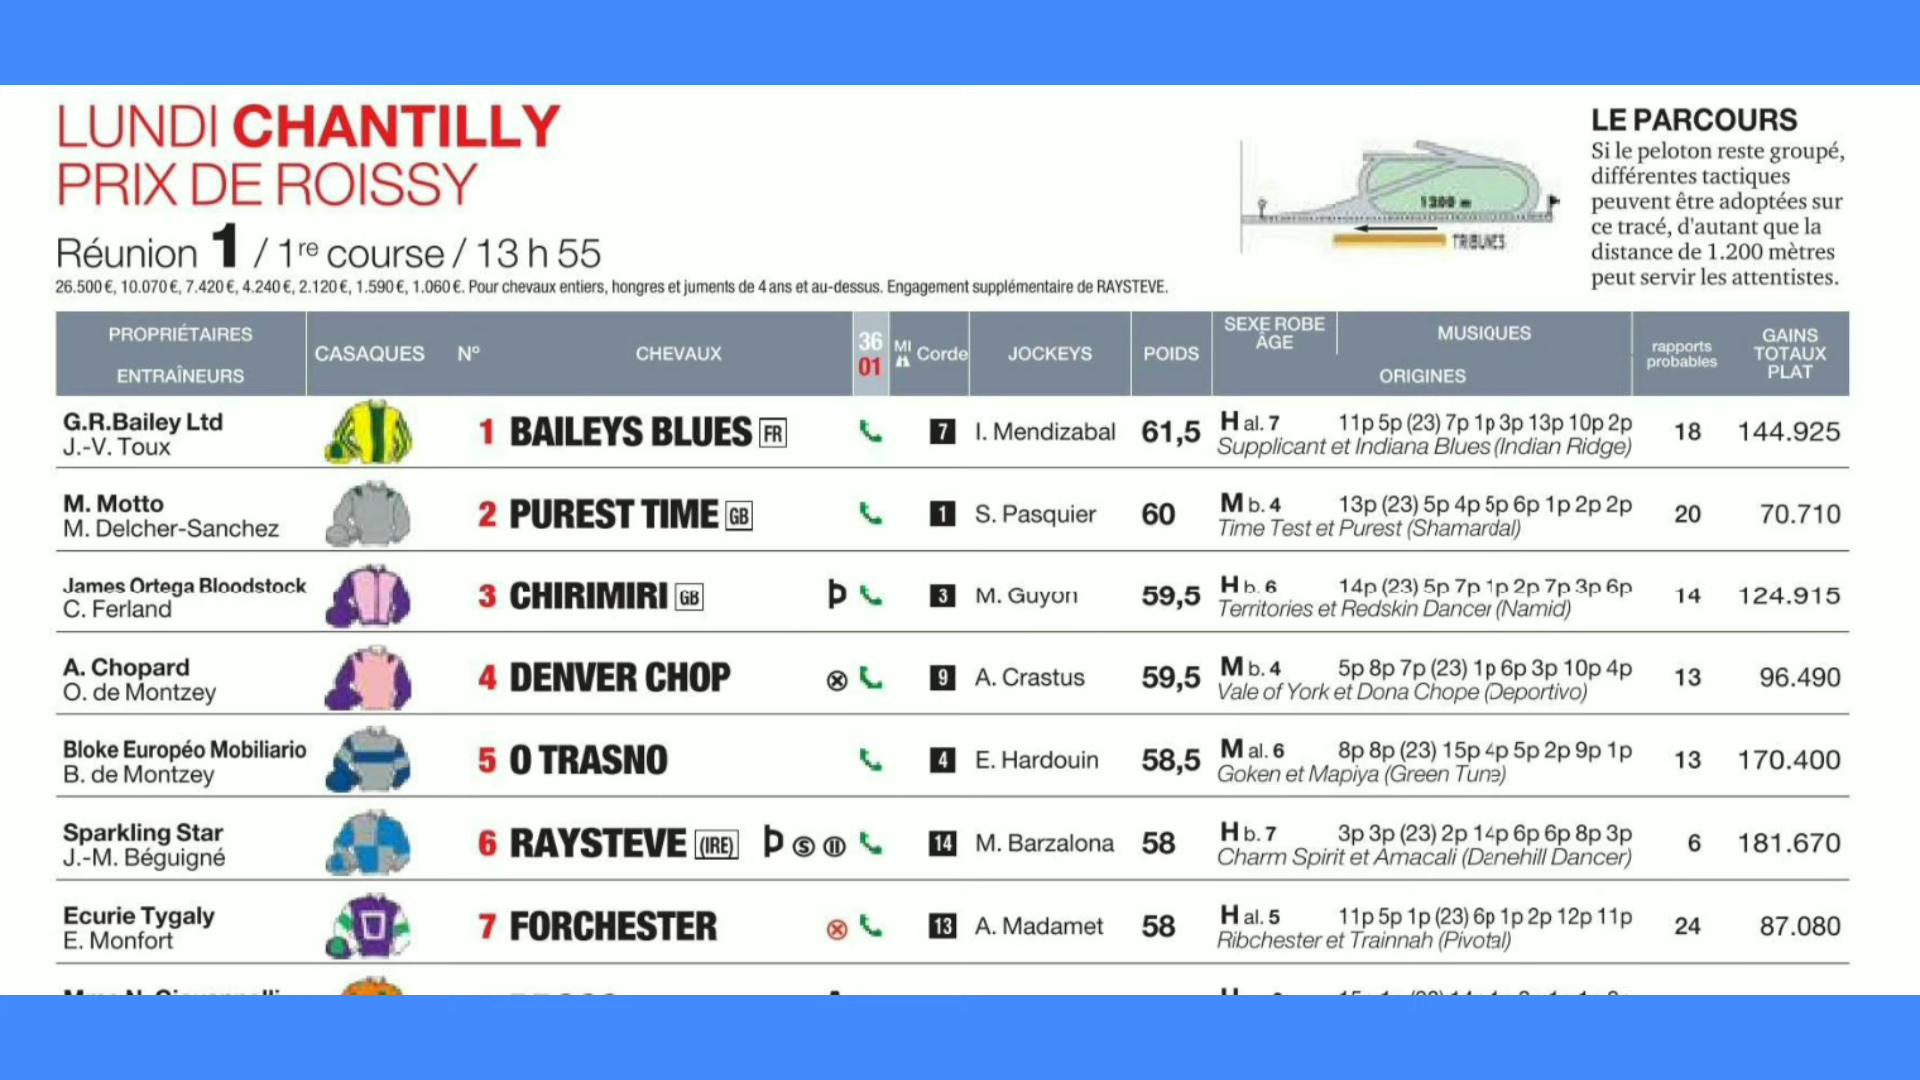 LUNDI CHANTILLY
PRIX DE ROISSY
Réunion 1 / 1re course / 13 h 55
26.500 €, 10.070 €, 7.420 €, 4.240 €, 2.120 €, 1.590 €, 1.060 €. Pour chevaux entiers, hongres et juments de 4 ans et au-dessus. Engagement supplémentaire de RAYSTEVE.
1200 m
TRIBUNES
LE PARCOURS
Si le peloton reste groupé,
différentes tactiques
peuvent être adoptées sur
ce tracé, d'autant que la
distance de 1.200 mètres
peut servir les attentistes.
PROPRIÉTAIRES
ENTRAÎNEURS
CASAQUES N° CHEVAUX 36 01 MI Corde JOCKEYS POIDS SEXE ROBE ÂGE MUSIQUES ORIGINES rapports probables GAINS TOTAUX PLAT
G.R.Bailey Ltd 1 BAILEYS BLUES FR 7 I. Mendizabal 61,5 H al. 7 11p 5p (23) 7p 1p 3p 13p 10p 2p 18 144.925
J.-V. Toux Supplicant et Indiana Blues (Indian Ridge)
M. Motto 2 PUREST TIME GB 1 S. Pasquier 60 M b. 4 13p (23) 5p 4p 5p 6p 1p 2p 2p 20 70.710
M. Delcher-Sanchez Time Test et Purest (Shamardal)
James Ortega Bloodstock 3 CHIRIMIRI GB 3 M. Guyon 59,5 H b. 6 14p (23) 5p 7p 1p 2p 7p 3p 6p 14 124.915
C. Ferland Territories et Redskin Dancer (Namid)
A. Chopard 4 DENVER CHOP 9 A. Crastus 59,5 M b. 4 5p 8p 7p (23) 1p 6p 3p 10p 4p 13 96.490
O. de Montzey Vale of York et Dona Chope (Deportivo)
Bloke Européo Mobiliario 5 O TRASNO 4 E. Hardouin 58,5 M al. 6 8p 8p (23) 15p 4p 5p 2p 9p 1p 13 170.400
B. de Montzey Goken et Mapiya (Green Tune)
Sparkling Star 6 RAYSTEVE (IRE) S II 14 M. Barzalona 58 H b. 7 3p 3p (23) 2p 14p 6p 6p 8p 3p 6 181.670
J.-M. Béguigné Charm Spirit et Amacali (Danehill Dancer)
Ecurie Tygaly 7 FORCHESTER 13 A. Madamet 58 H al. 5 11p 5p 1p (23) 6p 1p 2p 12p 11p 24 87.080
E. Monfort Ribchester et Trainnah (Pivotal)